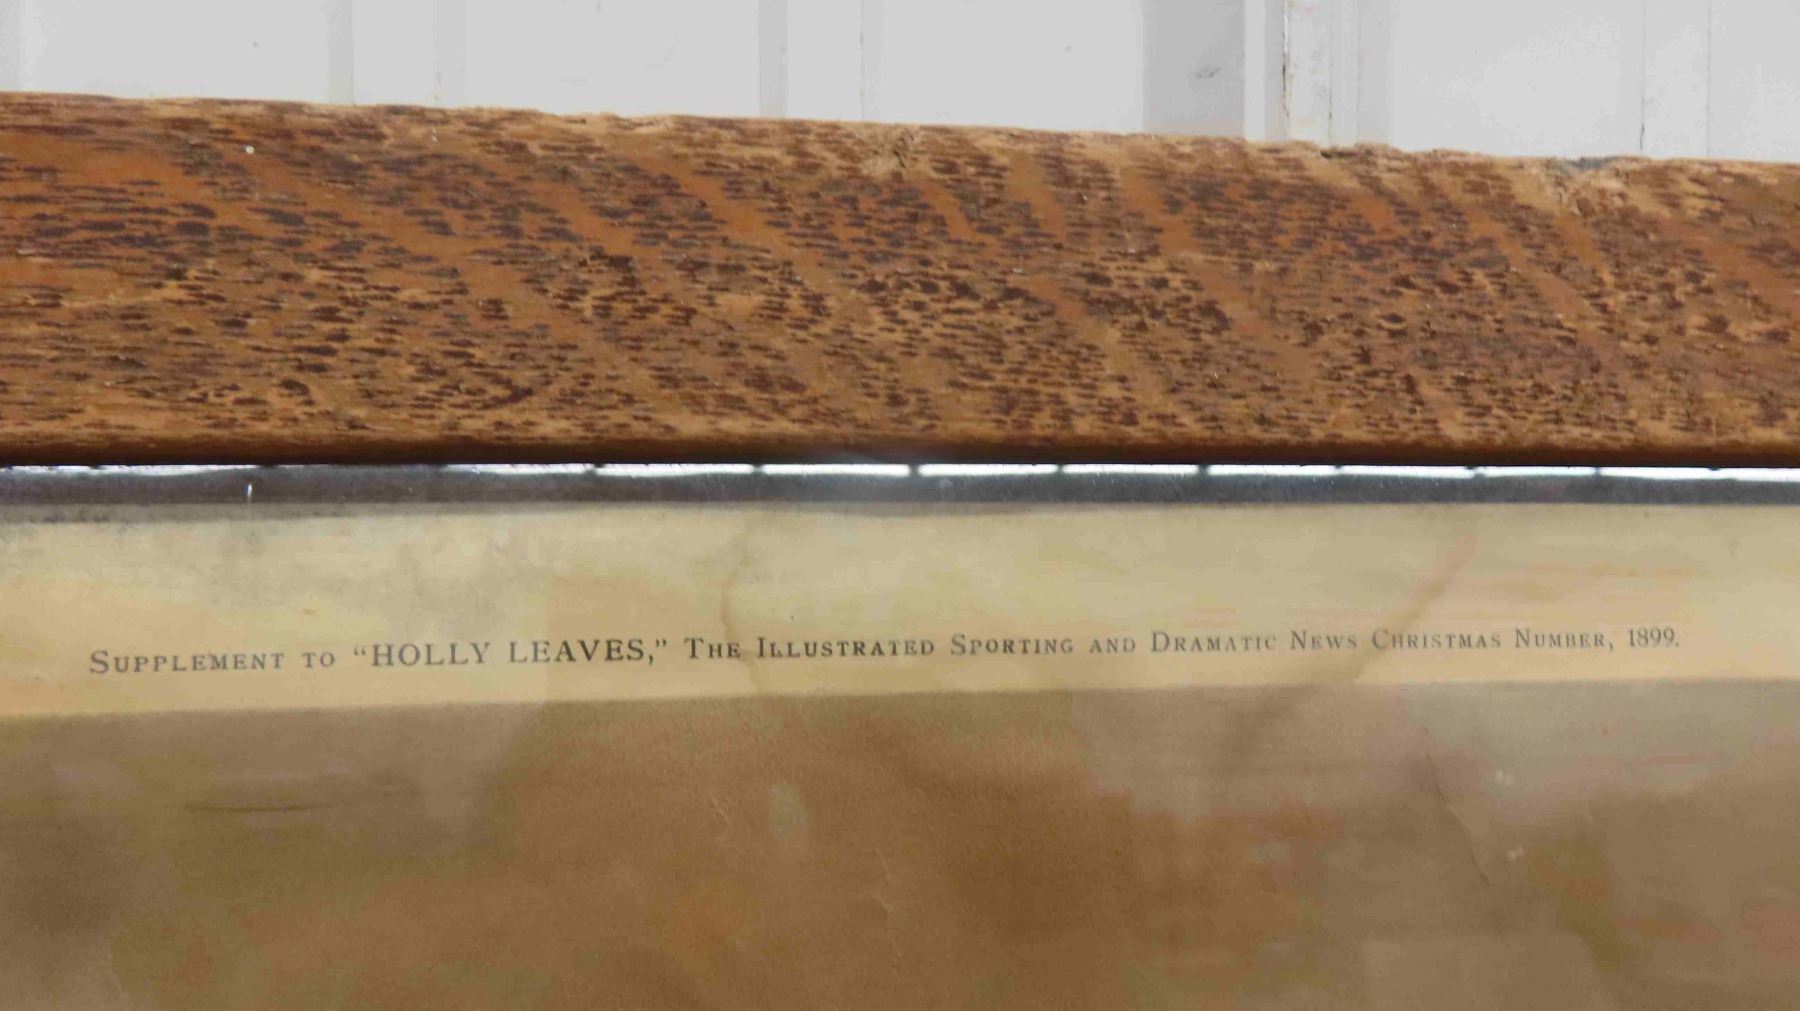 Supplement to “HOLLY LEAVES,” The Illustrated Sporting and Dramatic News Christmas Number, 1899.